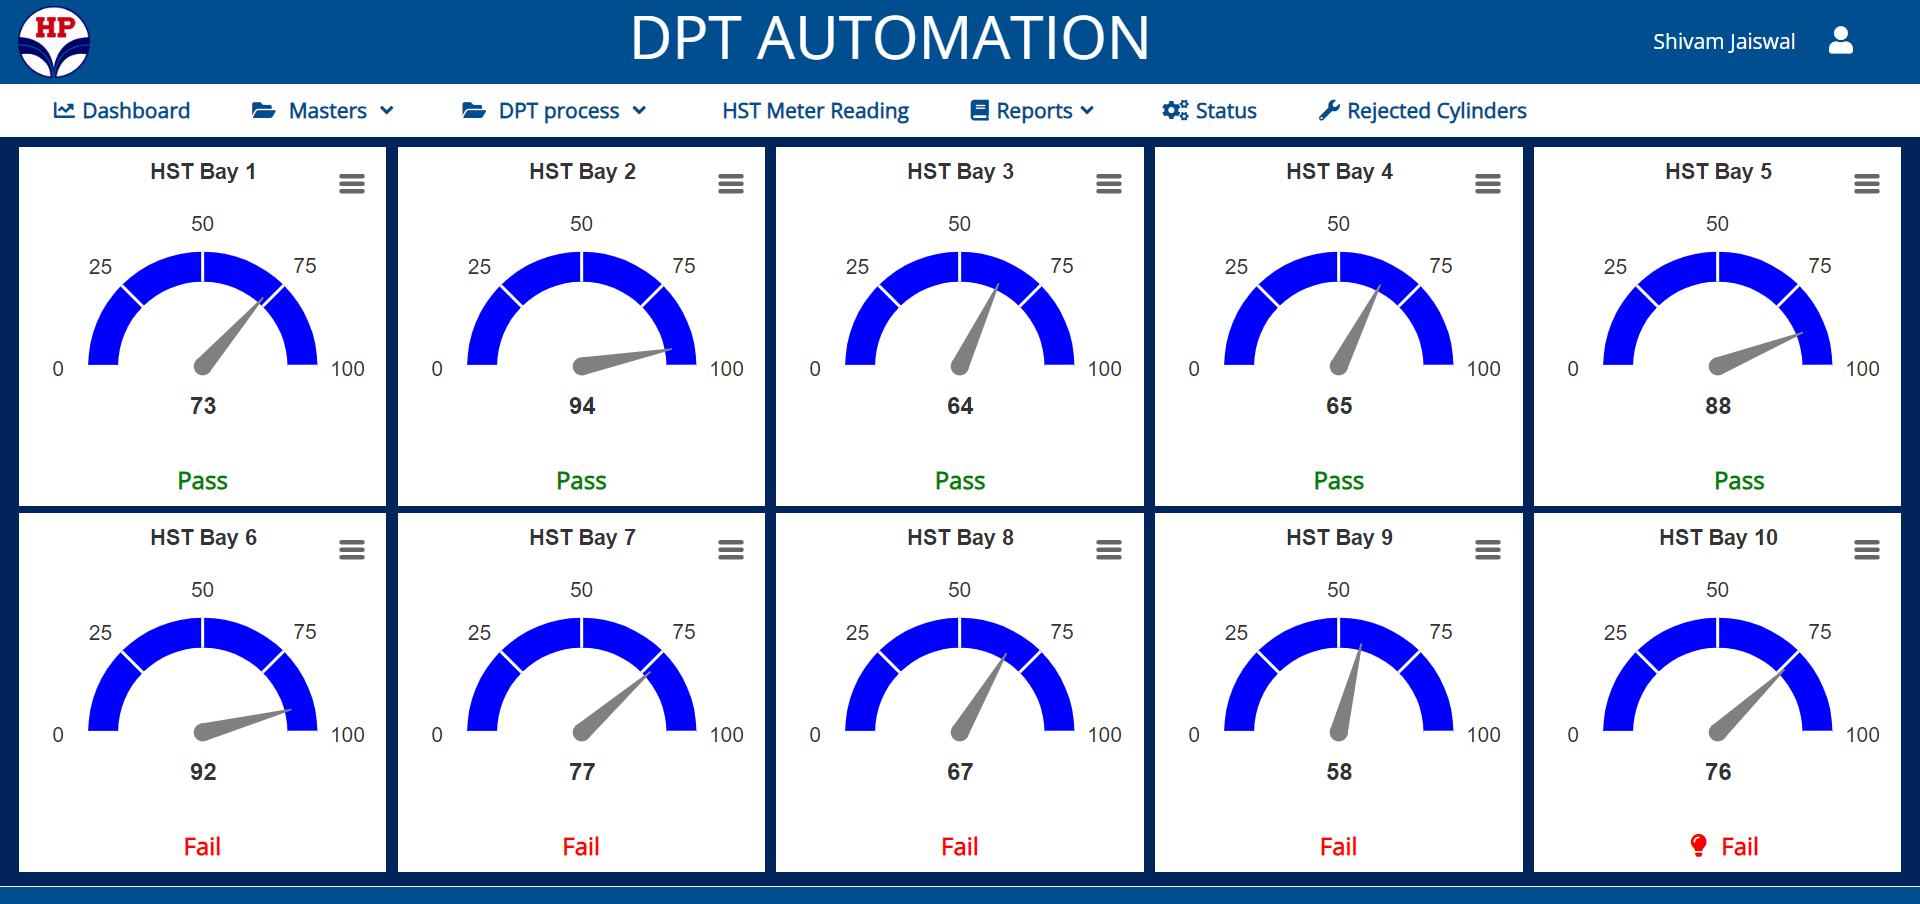 HP
DPT AUTOMATION
Shivam Jaiswal
Dashboard Masters DPT process HST Meter Reading Reports Status Rejected Cylinders
HST Bay 1
50
25 75
0 100
73
Pass
HST Bay 2
50
25 75
0 100
94
Pass
HST Bay 3
50
25 75
0 100
64
Pass
HST Bay 4
50
25 75
0 100
65
Pass
HST Bay 5
50
25 75
0 100
88
Pass
HST Bay 6
50
25 75
0 100
92
Fail
HST Bay 7
50
25 75
0 100
77
Fail
HST Bay 8
50
25 75
0 100
67
Fail
HST Bay 9
50
25 75
0 100
58
Fail
HST Bay 10
50
25 75
0 100
76
Fail